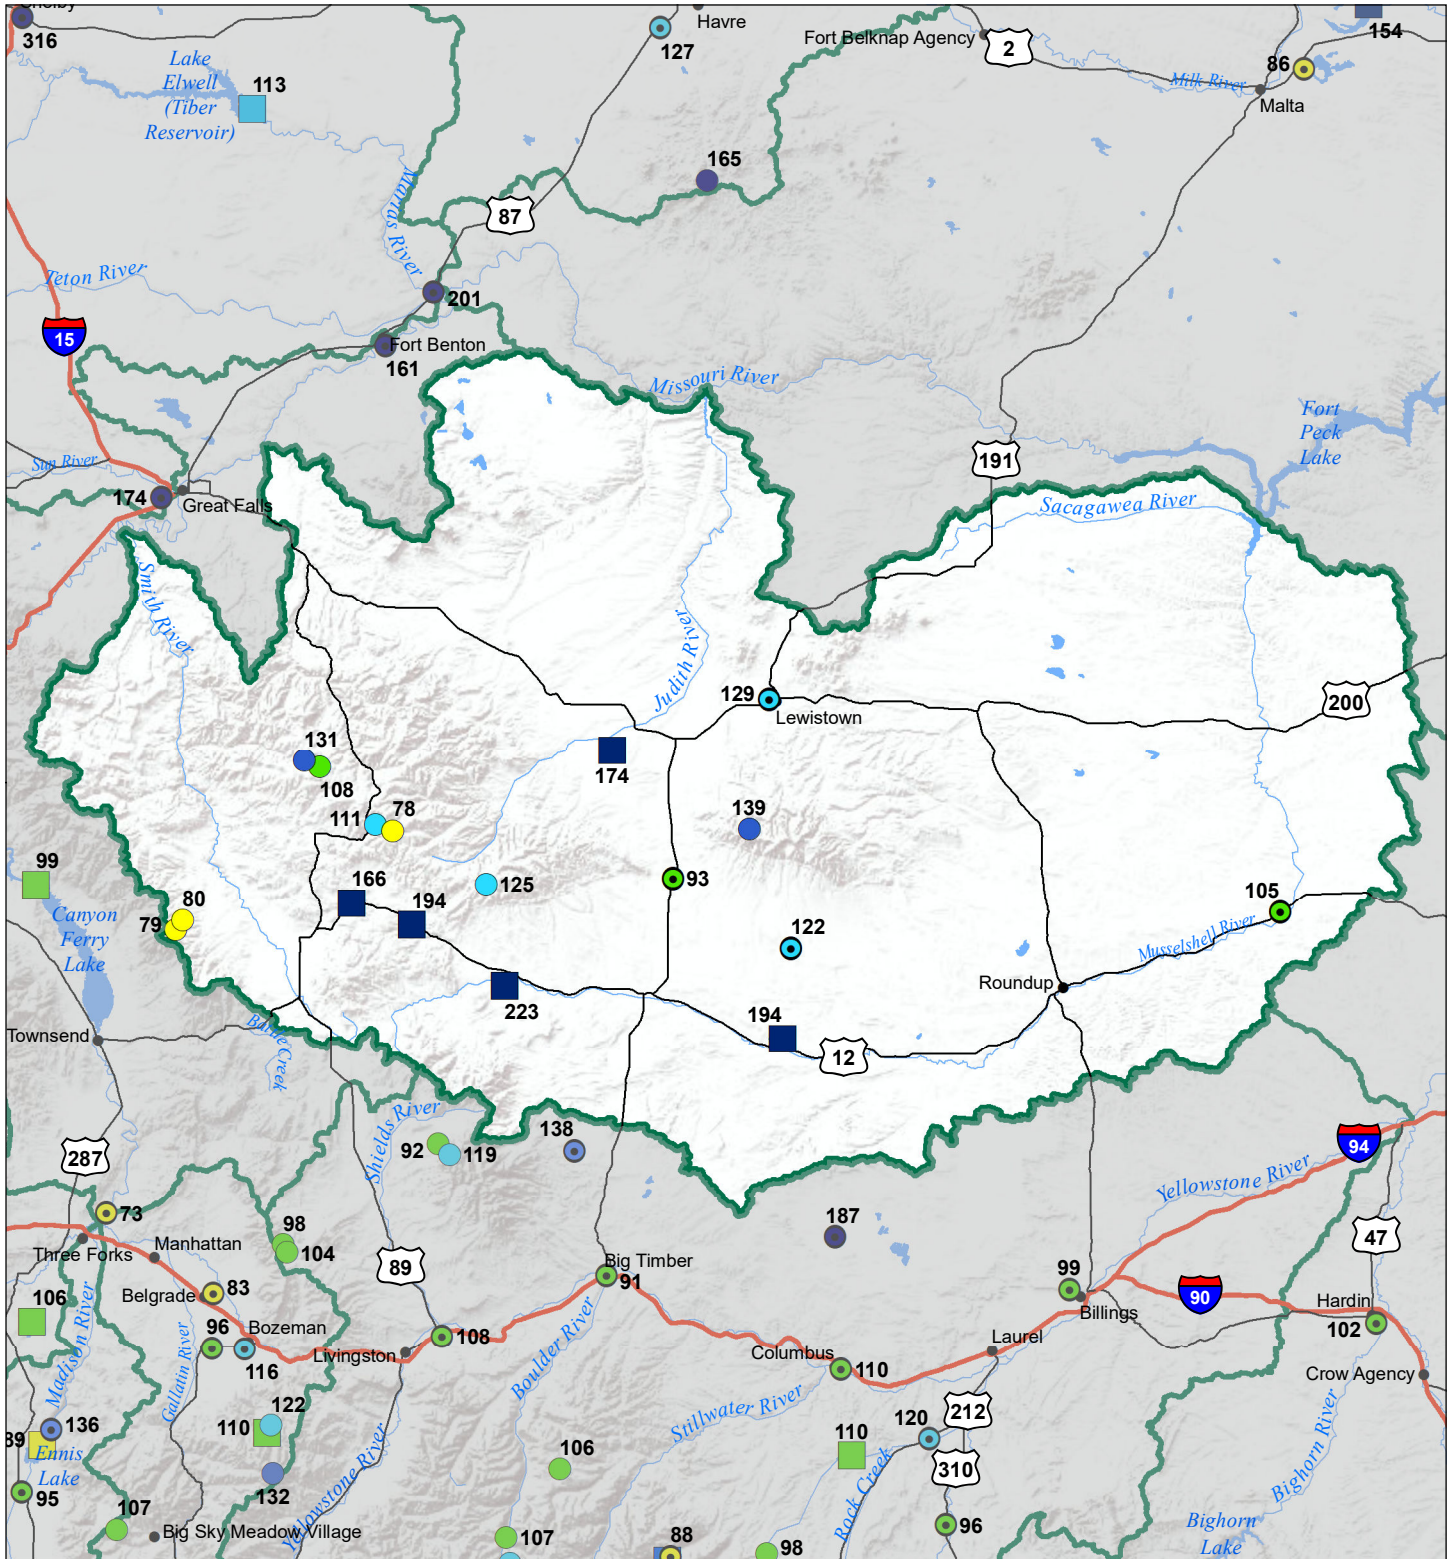 Shelby
316
Havre
127
Fort Belknap Agency
2
154
86
Milk River
Malta
Lake
Elwell
(Tiber
Reservoir)
113
165
Marias River
87
Teton River
201
15
Fort Benton
161
Missouri River
Fort
Peck
Lake
191
Sun River
174
Great Falls
Sacagawea River
Smith River
Judith River
129
Lewistown
200
131
108
174
111
78
139
99
166
194
125
93
105
80
79
Canyon
Ferry
Lake
122
Musselshell River
Roundup
223
194
12
Townsend
Battle Creek
Shields River
92
119
138
287
94
Yellowstone River
73
98
104
187
47
Three Forks
Manhattan
89
Big Timber
91
99
90
Belgrade
83
Billings
Hardin
102
106
Madison River
96
Bozeman
116
Gallatin River
Livingston
108
Boulder River
Columbus
110
Laurel
Crow Agency
122
110
136
89
Ennis
Lake
Stillwater River
212
120
110
310
Rock Creek
106
132
95
107
Big Sky Meadow Village
Yellowstone River
107
88
98
96
Bighorn River
Bighorn
Lake